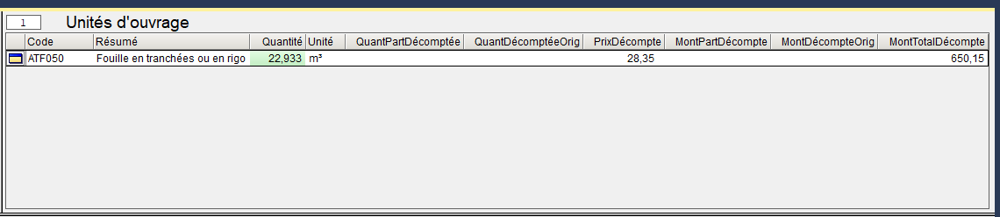 1 Unités d'ouvrage
Code Résumé Quantité Unité QuantPartDécomptée QuantDécomptéeOrig PrixDécompte MontPartDécompte MontDécompteOrig MontTotalDécompte
ATF050 Fouille en tranchées ou en rigo 22,933 m³ 28,35 650,15